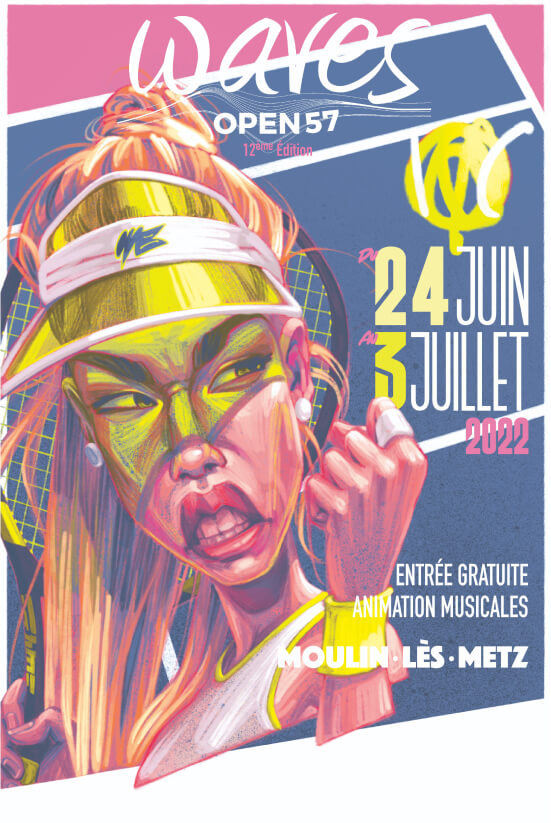 waves
OPEN 57
12ème Édition
DU
24 JUIN
AU
3 JUILLET
2022
ENTRÉE GRATUITE
ANIMATION MUSICALES
MOULIN·LÈS·METZ